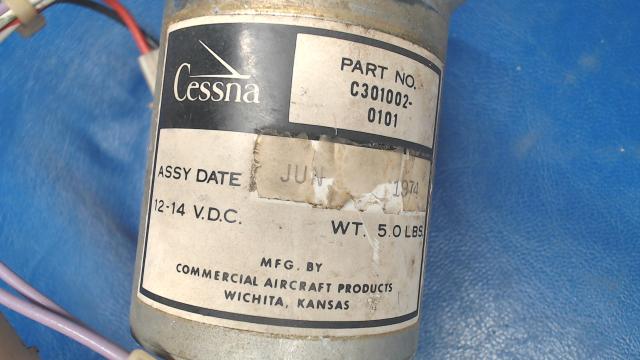 Cessna
PART NO.
C301002-
0101
ASSY DATE JUN 1974
12-14 V.D.C.
WT. 5.0 LBS
MFG. BY
COMMERCIAL AIRCRAFT PRODUCTS
WICHITA, KANSAS